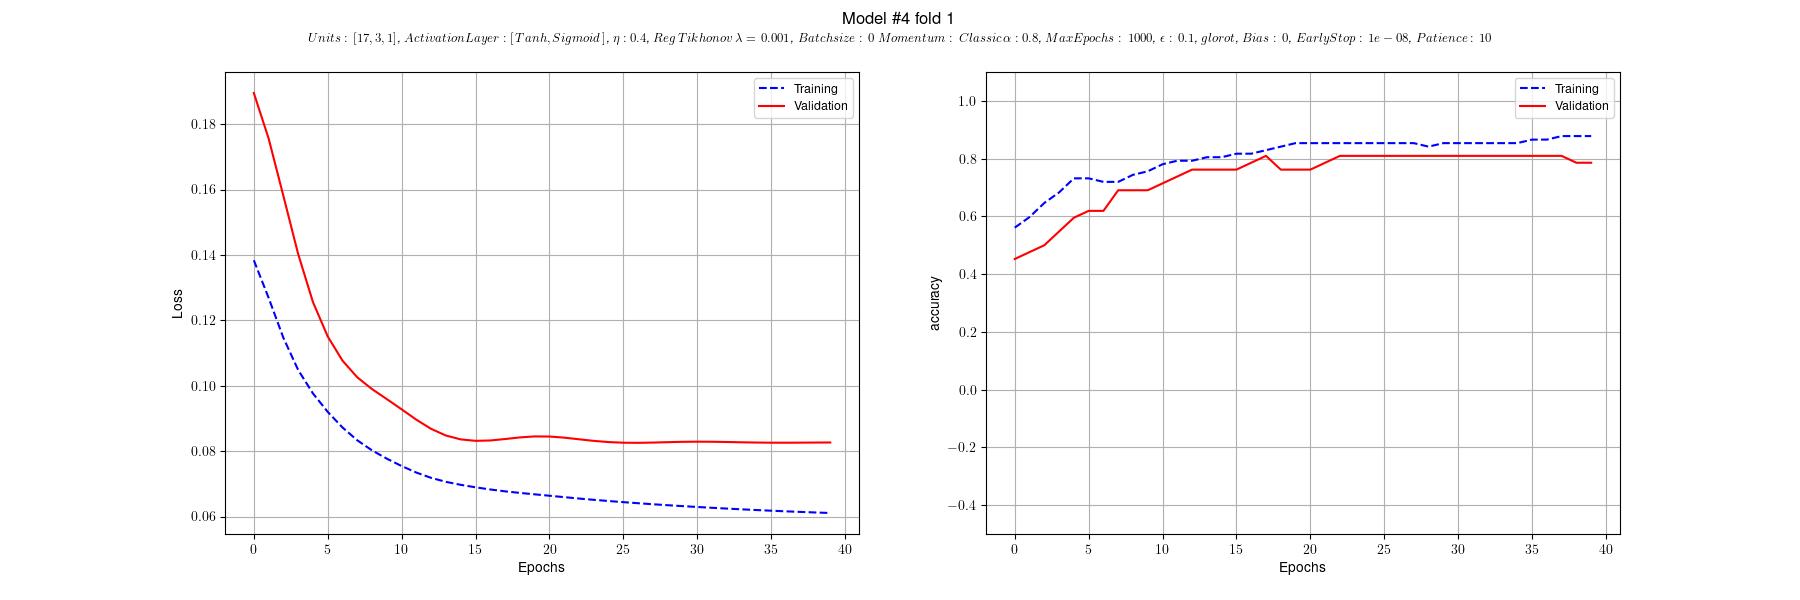 Model #4 fold 1
Units : [17, 3, 1], ActivationLayer : [Tanh, Sigmoid], η : 0.4, Reg Tikhonov λ = 0.001, Batchsize : 0 Momentum : Classic α : 0.8, MaxEpochs : 1000, ϵ : 0.1, glorot, Bias : 0, EarlyStop : 1e − 08, Patience : 10
Training
Validation
0.18
0.16
0.14
0.12
0.10
0.08
0.06
Loss
0 5 10 15 20 25 30 35 40
Epochs
Training
Validation
1.0
0.8
0.6
0.4
0.2
0.0
−0.2
−0.4
accuracy
0 5 10 15 20 25 30 35 40
Epochs